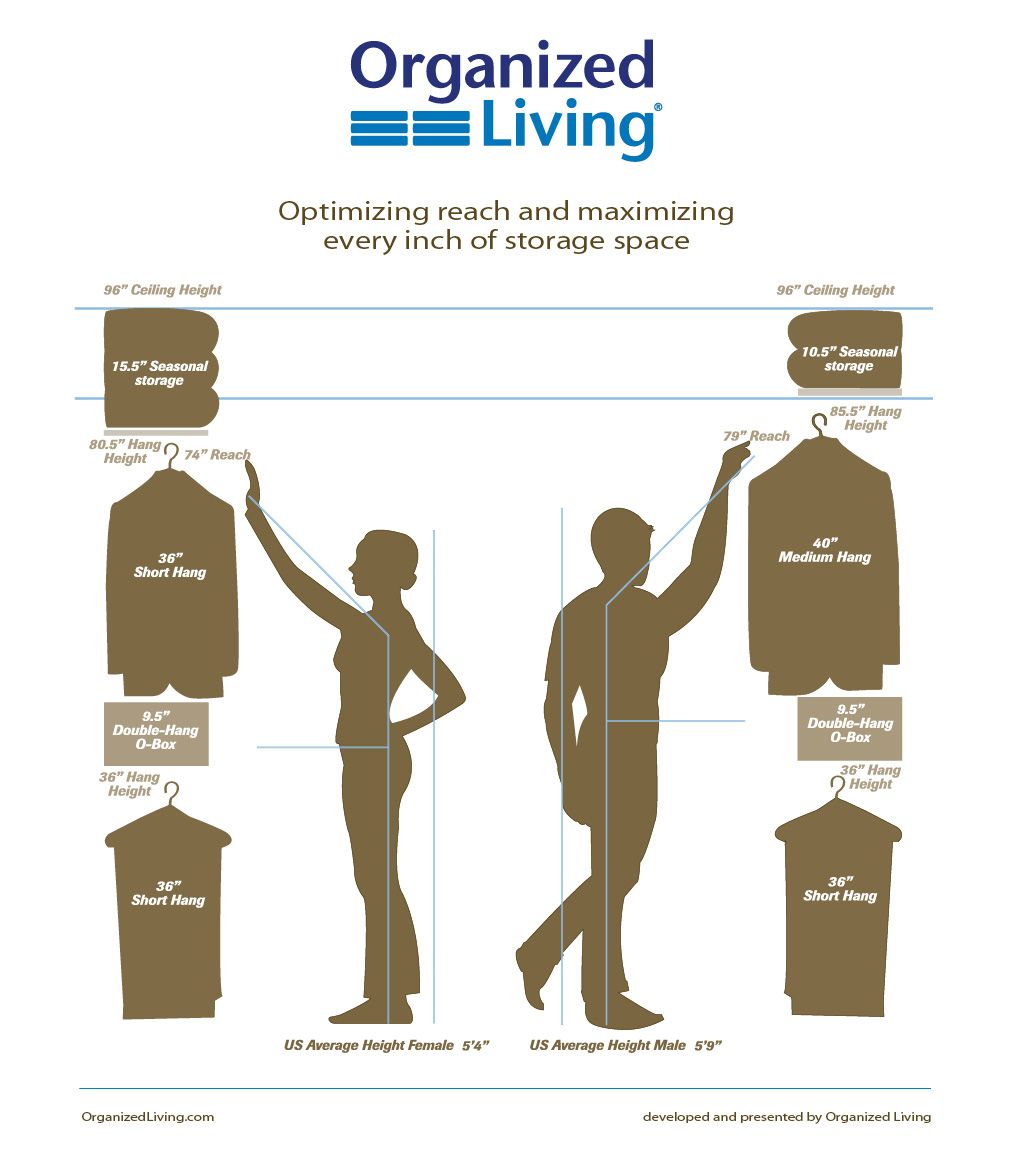 Organized
Living®
Optimizing reach and maximizing
every inch of storage space
96” Ceiling Height
96” Ceiling Height
15.5” Seasonal
storage
10.5” Seasonal
storage
80.5” Hang
Height
74” Reach
79” Reach
85.5” Hang
Height
36”
Short Hang
40”
Medium Hang
9.5”
Double-Hang
O-Box
9.5”
Double-Hang
O-Box
36” Hang
Height
36” Hang
Height
36”
Short Hang
36”
Short Hang
US Average Height Female 5’4”
US Average Height Male 5’9”
OrganizedLiving.com
developed and presented by Organized Living